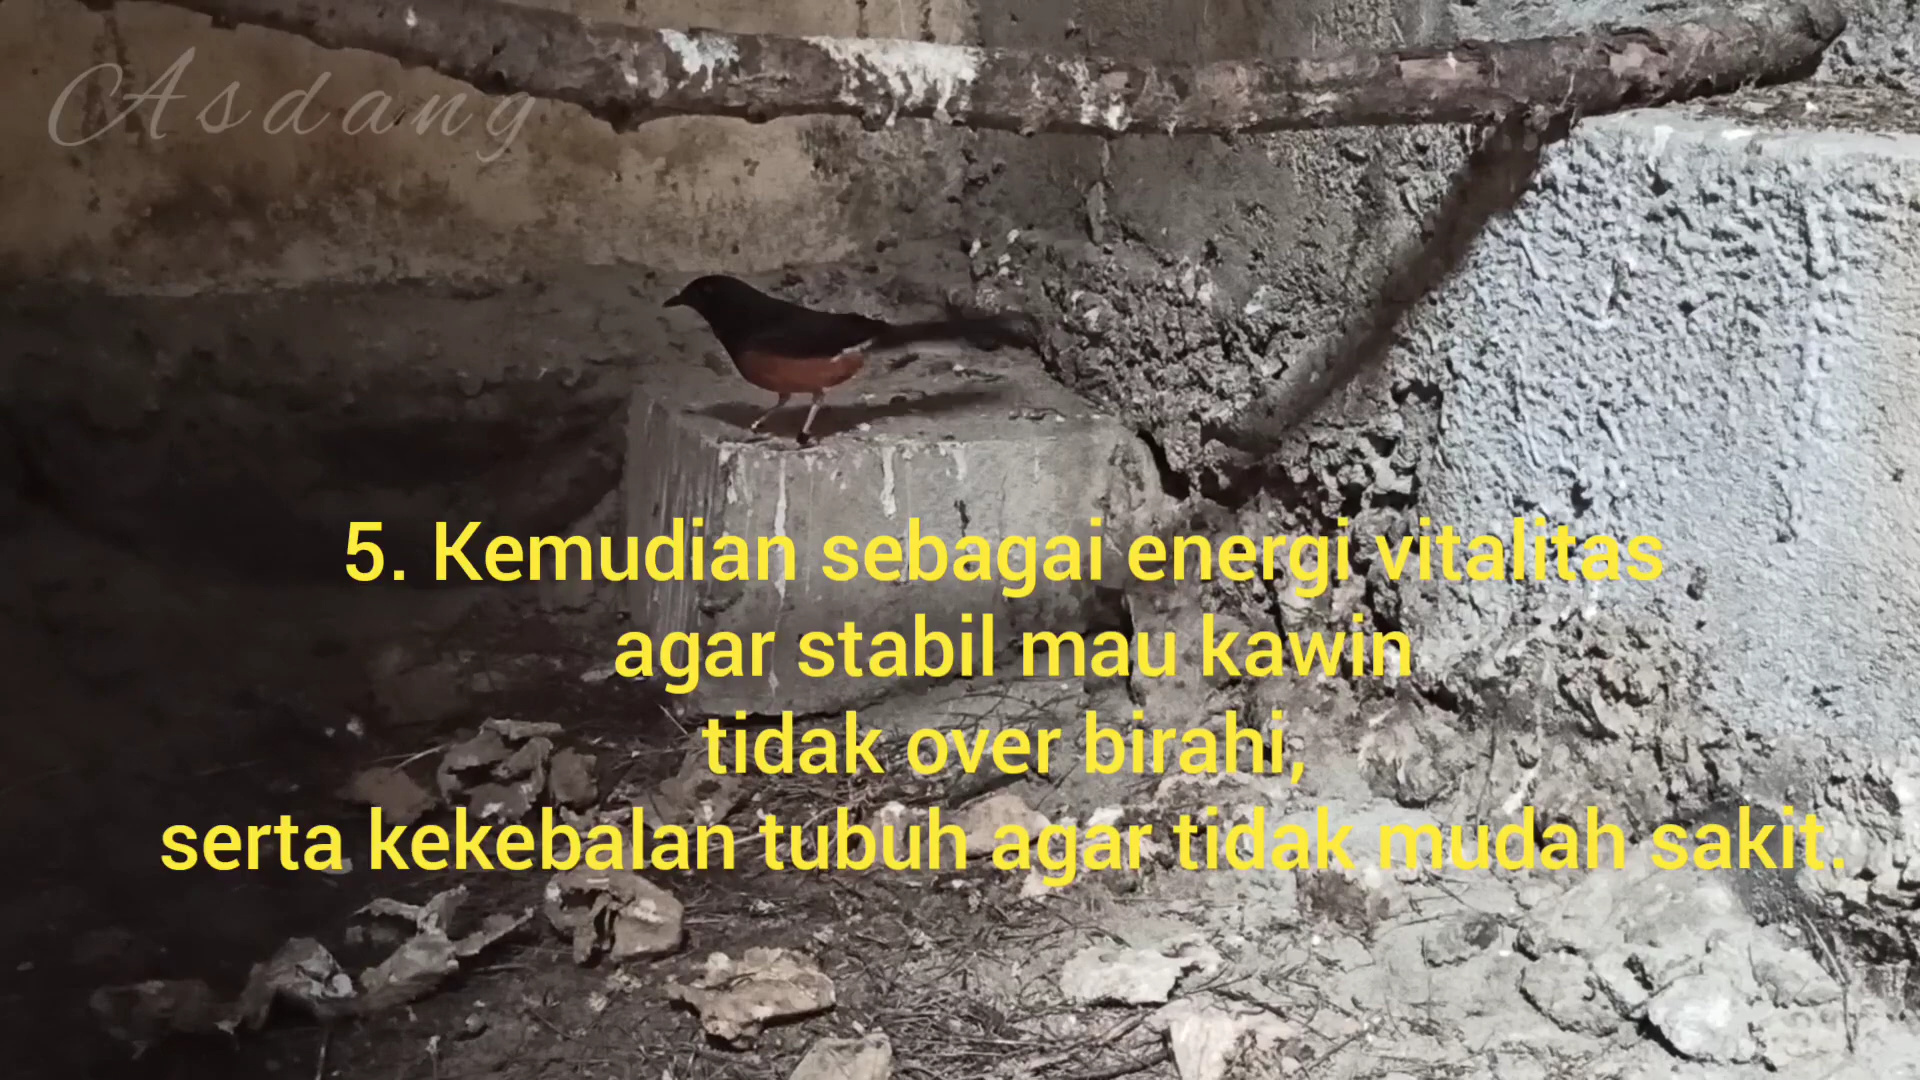 Asdang
5. Kemudian sebagai energi vitalitas
agar stabil mau kawin
tidak over birahi,
serta kekebalan tubuh agar tidak mudah sakit.